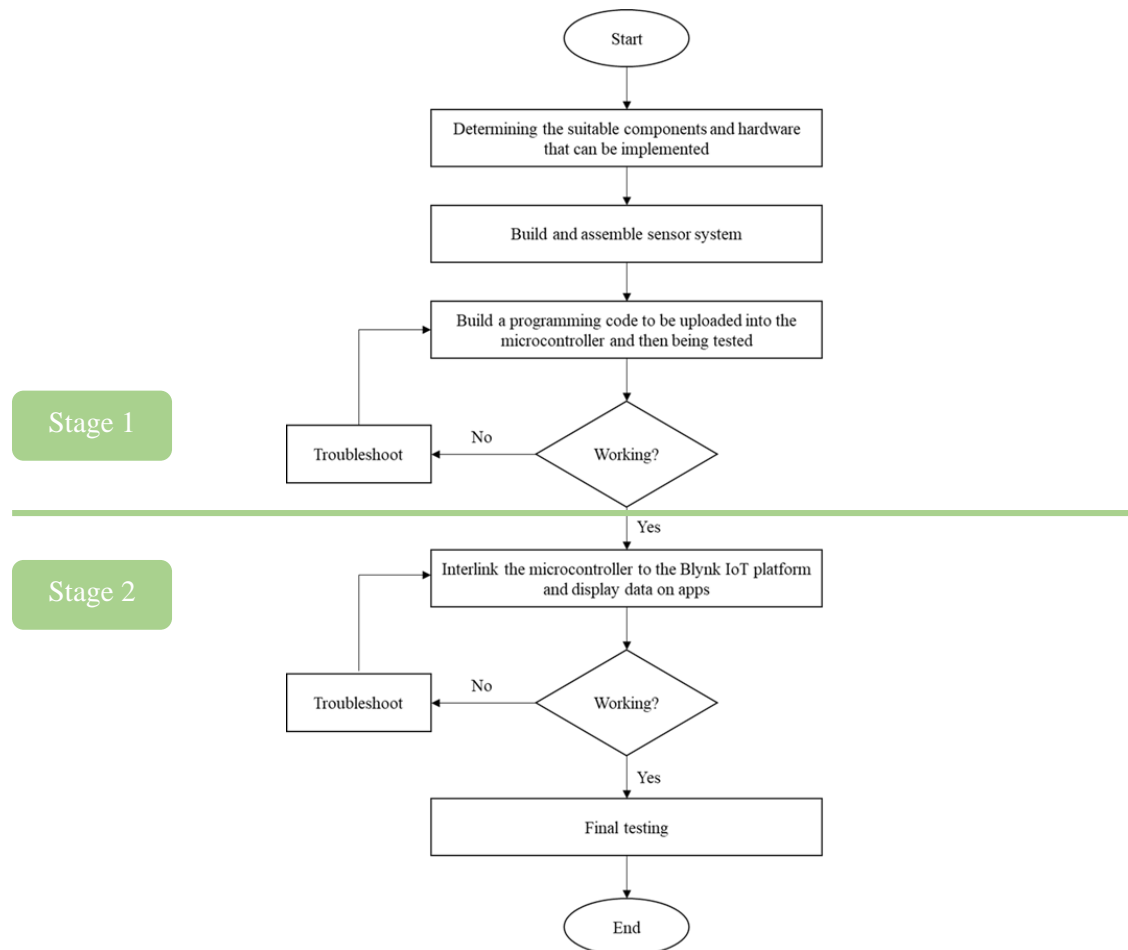 Start
Determining the suitable components and hardware
that can be implemented
Build and assemble sensor system
Build a programming code to be uploaded into the
microcontroller and then being tested
Stage 1
Troubleshoot
No
Working?
Yes
Stage 2
Interlink the microcontroller to the Blynk IoT platform
and display data on apps
Troubleshoot
No
Working?
Yes
Final testing
End